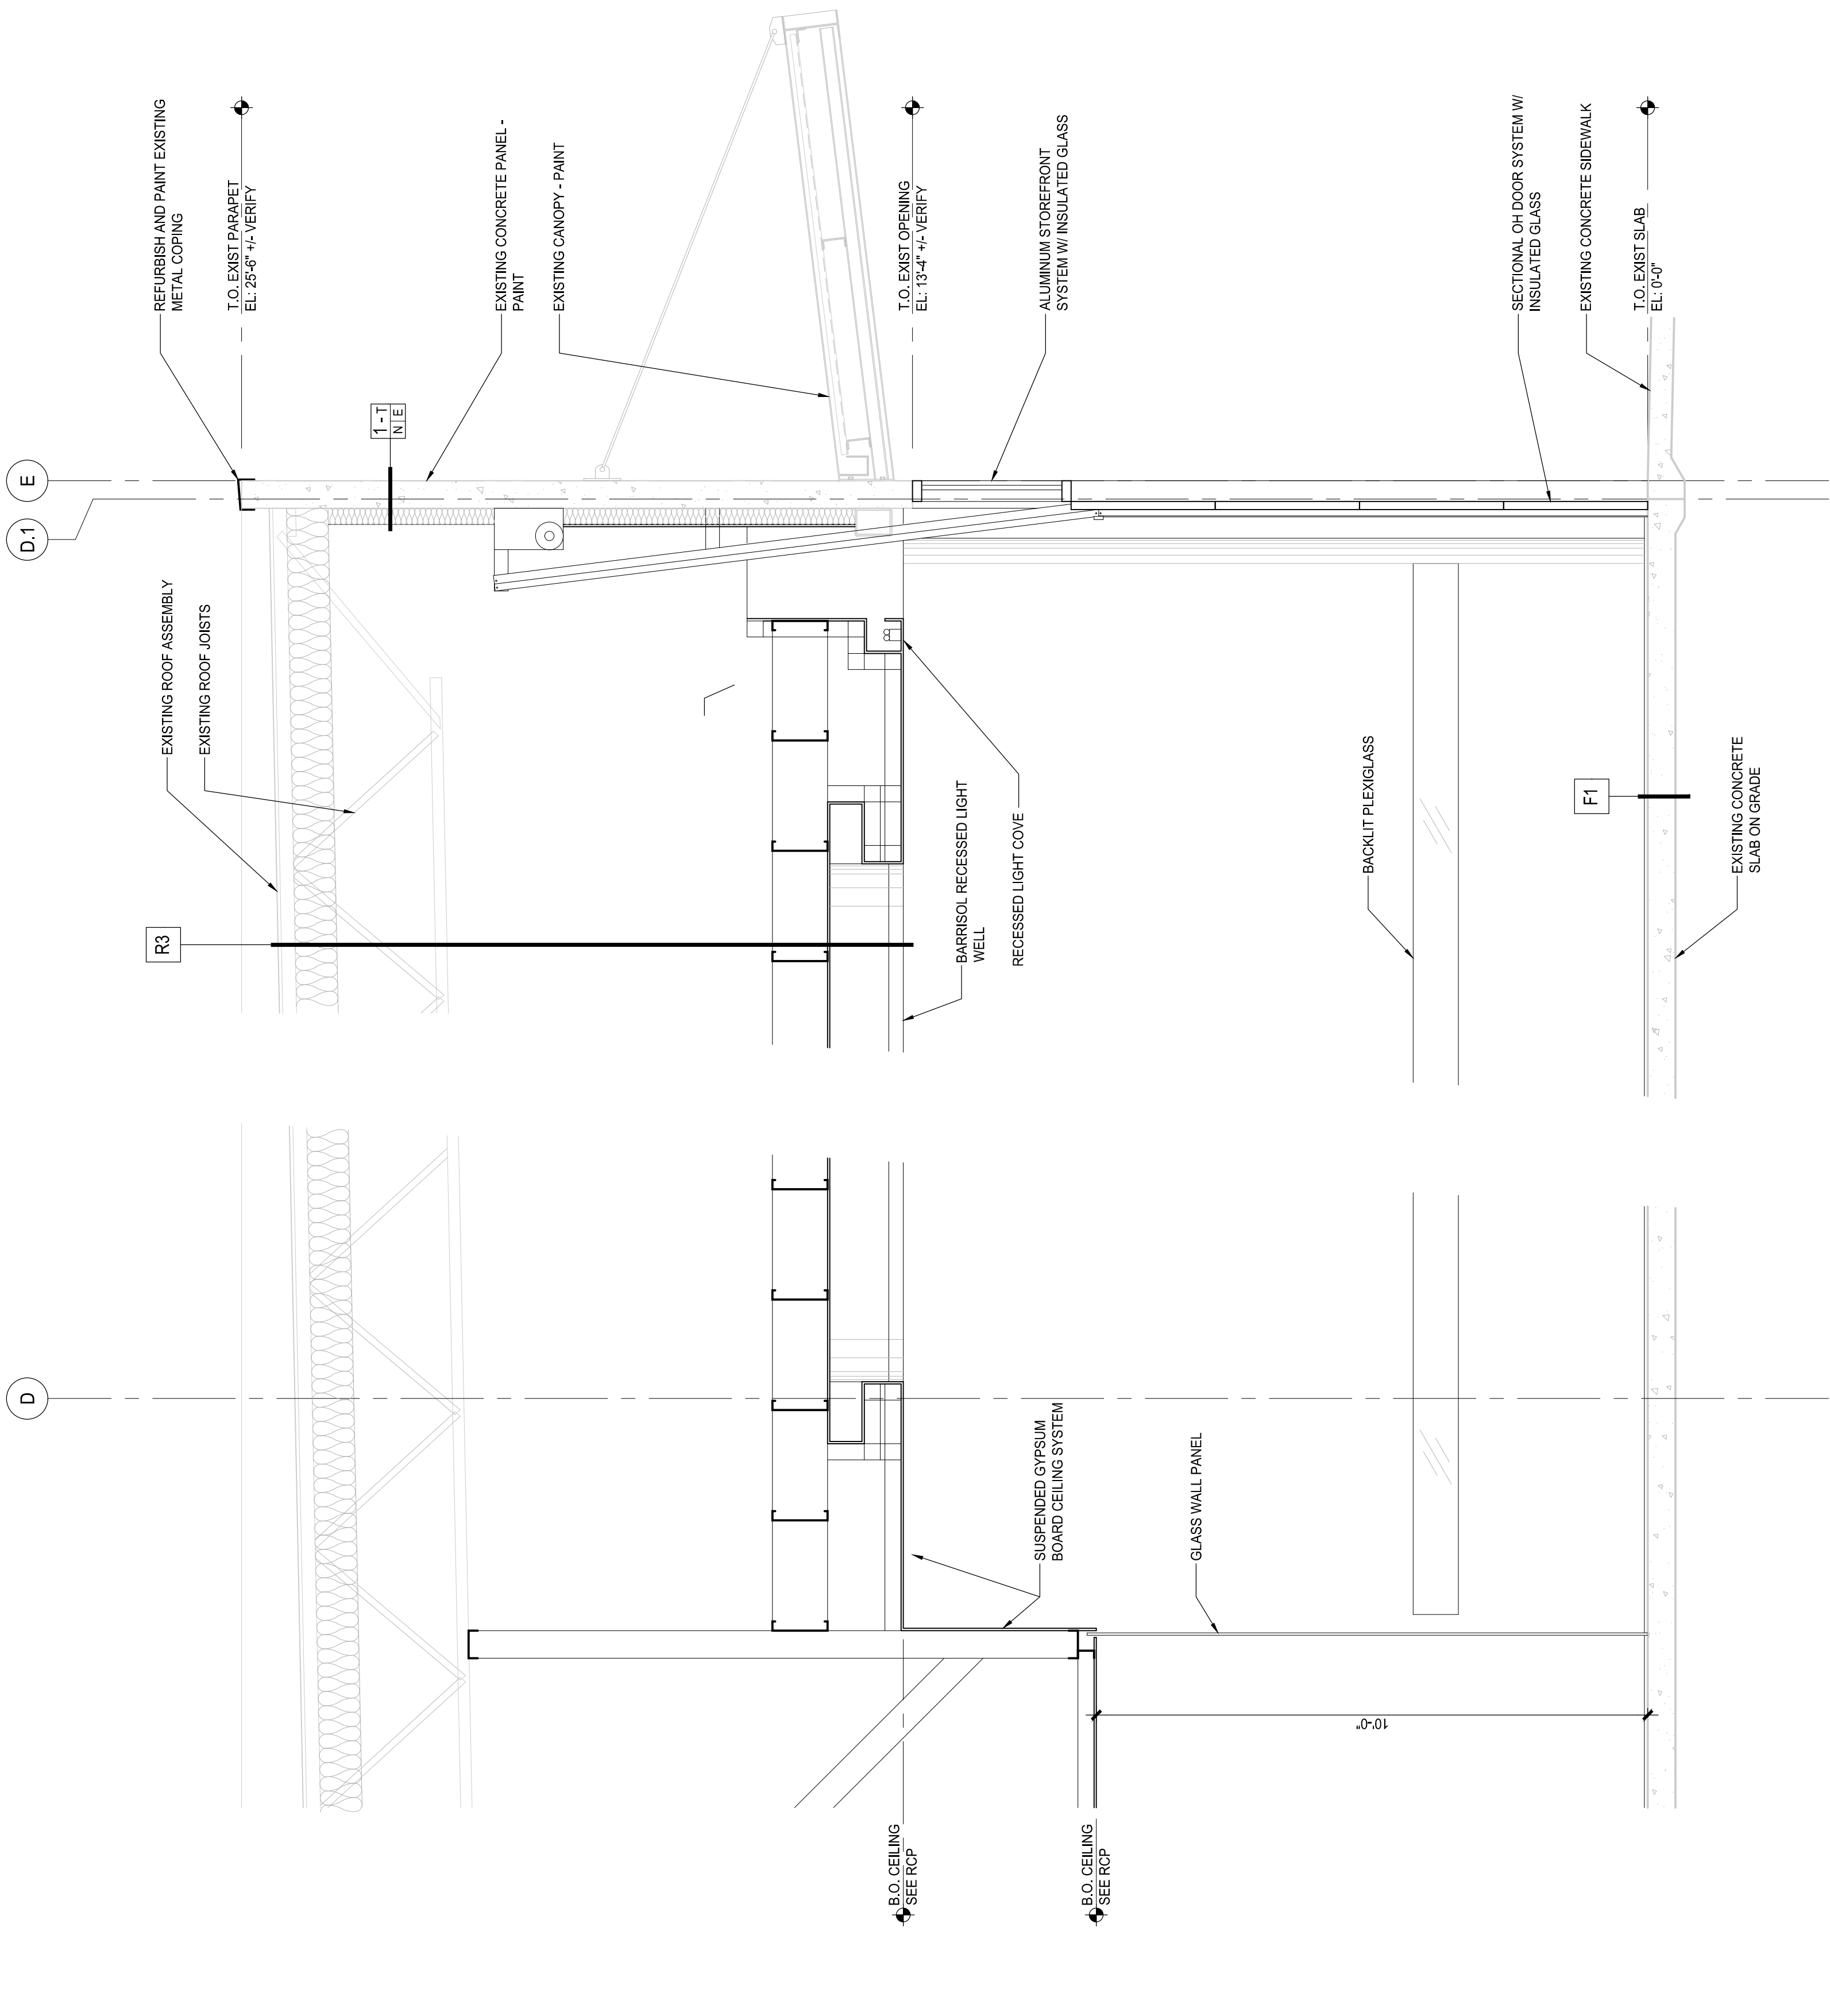 D
D.1
E
REFURBISH AND PAINT EXISTING
METAL COPING
T.O. EXIST PARAPET
EL: 25'-6" +/- VERIFY
1 - T
N E
EXISTING CONCRETE PANEL -
PAINT
EXISTING CANOPY - PAINT
T.O. EXIST OPENING
EL: 13'-4" +/- VERIFY
ALUMINUM STOREFRONT
SYSTEM W/ INSULATED GLASS
SECTIONAL OH DOOR SYSTEM W/
INSULATED GLASS
EXISTING CONCRETE SIDEWALK
T.O. EXIST SLAB
EL: 0'-0"
EXISTING ROOF ASSEMBLY
EXISTING ROOF JOISTS
R3
BARRISOL RECESSED LIGHT
WELL
RECESSED LIGHT COVE
BACKLIT PLEXIGLASS
F1
EXISTING CONCRETE
SLAB ON GRADE
SUSPENDED GYPSUM
BOARD CEILING SYSTEM
GLASS WALL PANEL
10'-0"
B.O. CEILING
SEE RCP
B.O. CEILING
SEE RCP